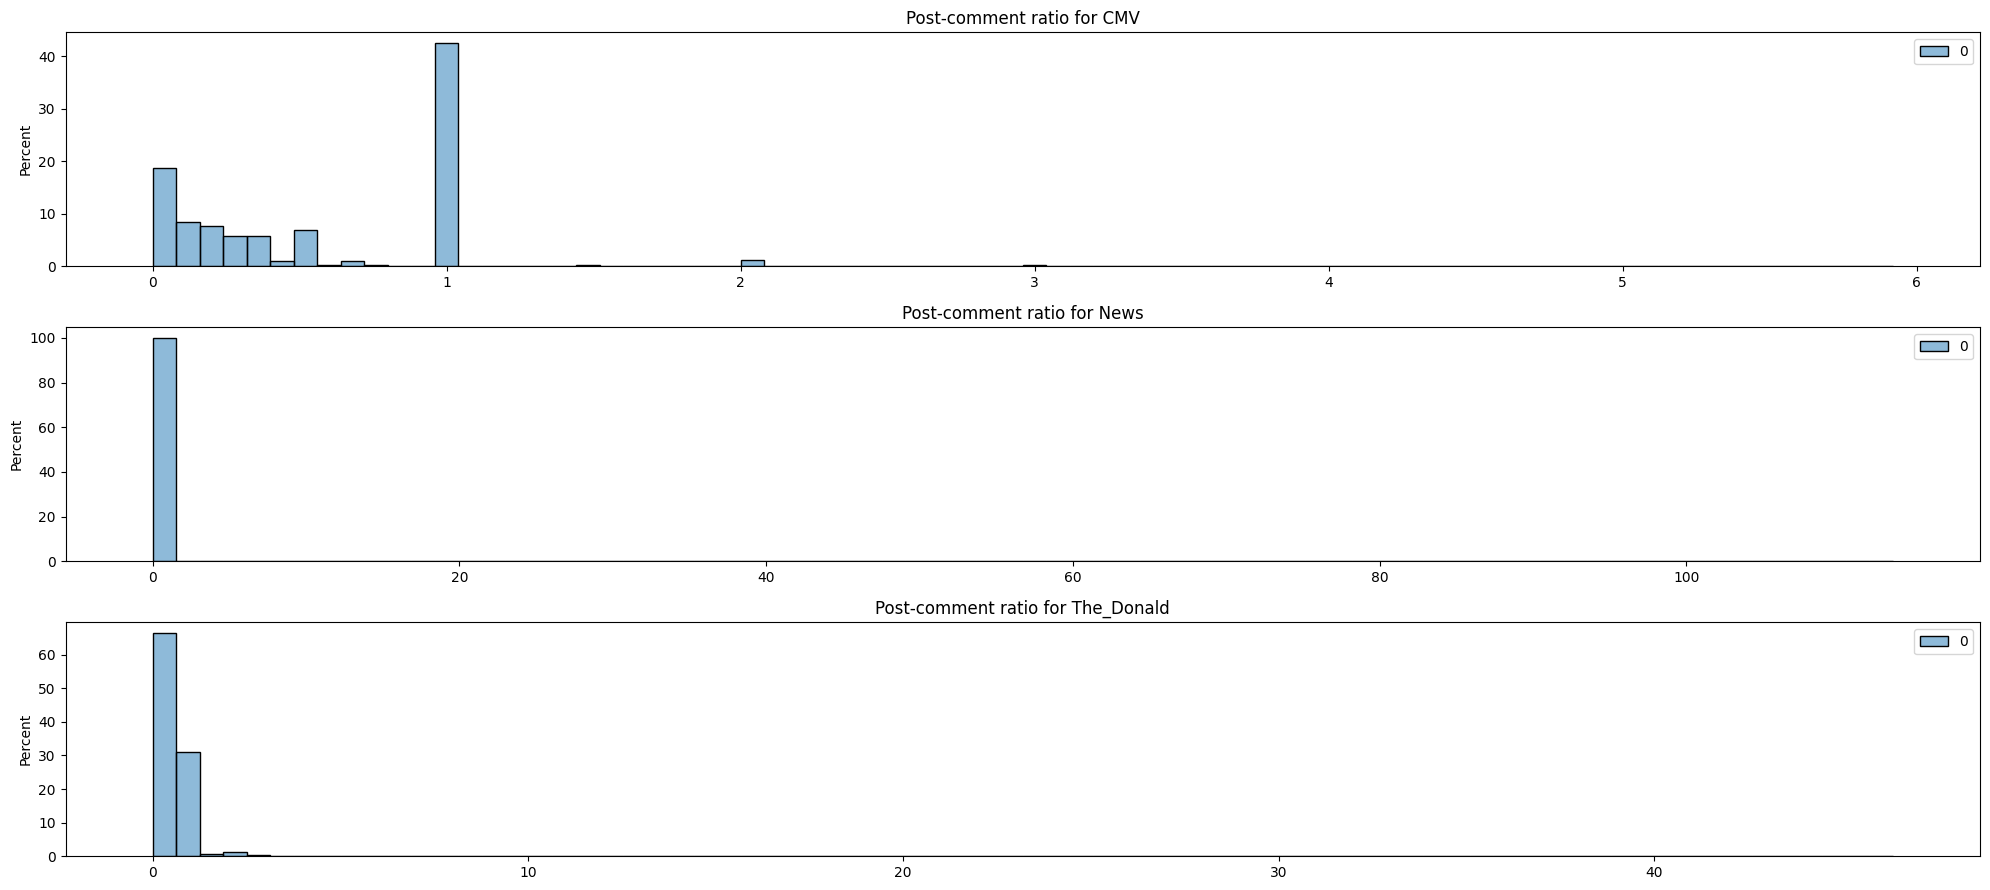 Post-comment ratio for CMV
0
Percent
40
30
20
10
0
0 1 2 3 4 5 6
Post-comment ratio for News
0
Percent
100
80
60
40
20
0
0 20 40 60 80 100
Post-comment ratio for The_Donald
0
Percent
60
50
40
30
20
10
0
0 10 20 30 40